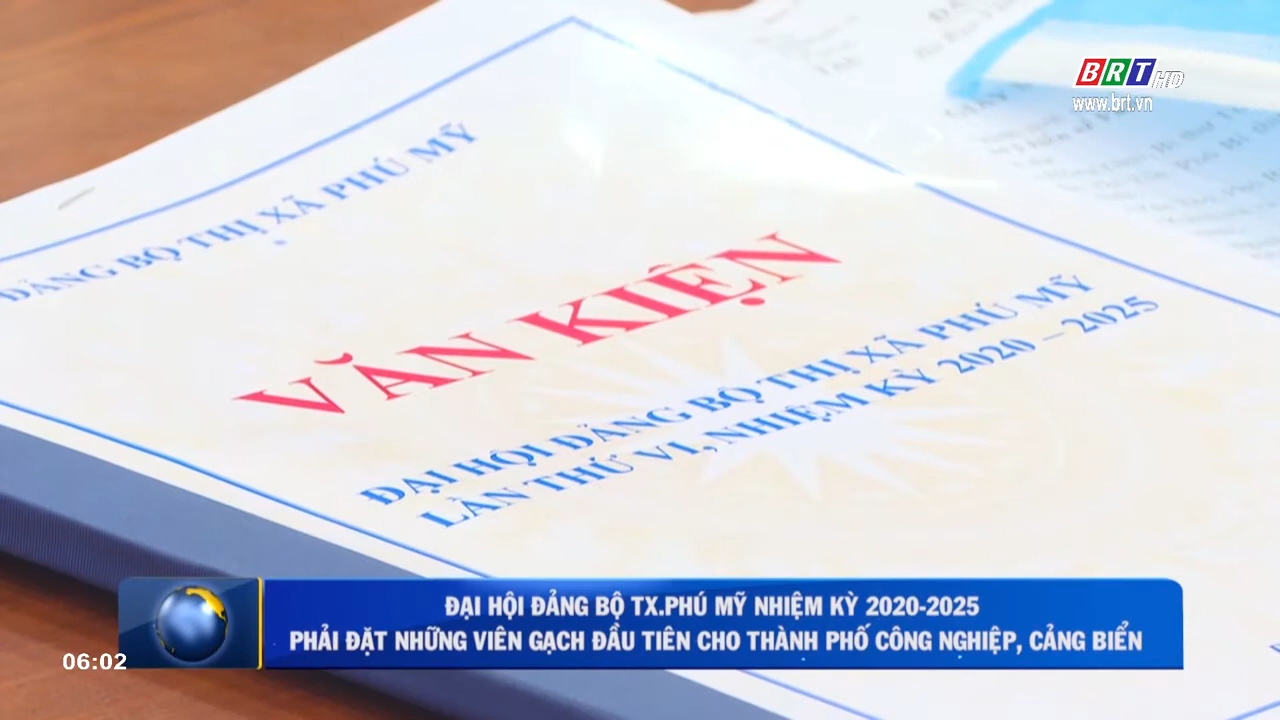 BRT HD
www.brt.vn
ĐẢNG BỘ THỊ XÃ PHÚ MỸ
VĂN KIỆN
ĐẠI HỘI ĐẢNG BỘ THỊ XÃ PHÚ MỸ
LẦN THỨ VI, NHIỆM KỲ 2020 – 2025
ĐẠI HỘI ĐẢNG BỘ TX.PHÚ MỸ NHIỆM KỲ 2020-2025
PHẢI ĐẶT NHỮNG VIÊN GẠCH ĐẦU TIÊN CHO THÀNH PHỐ CÔNG NGHIỆP, CẢNG BIỂN
06:02